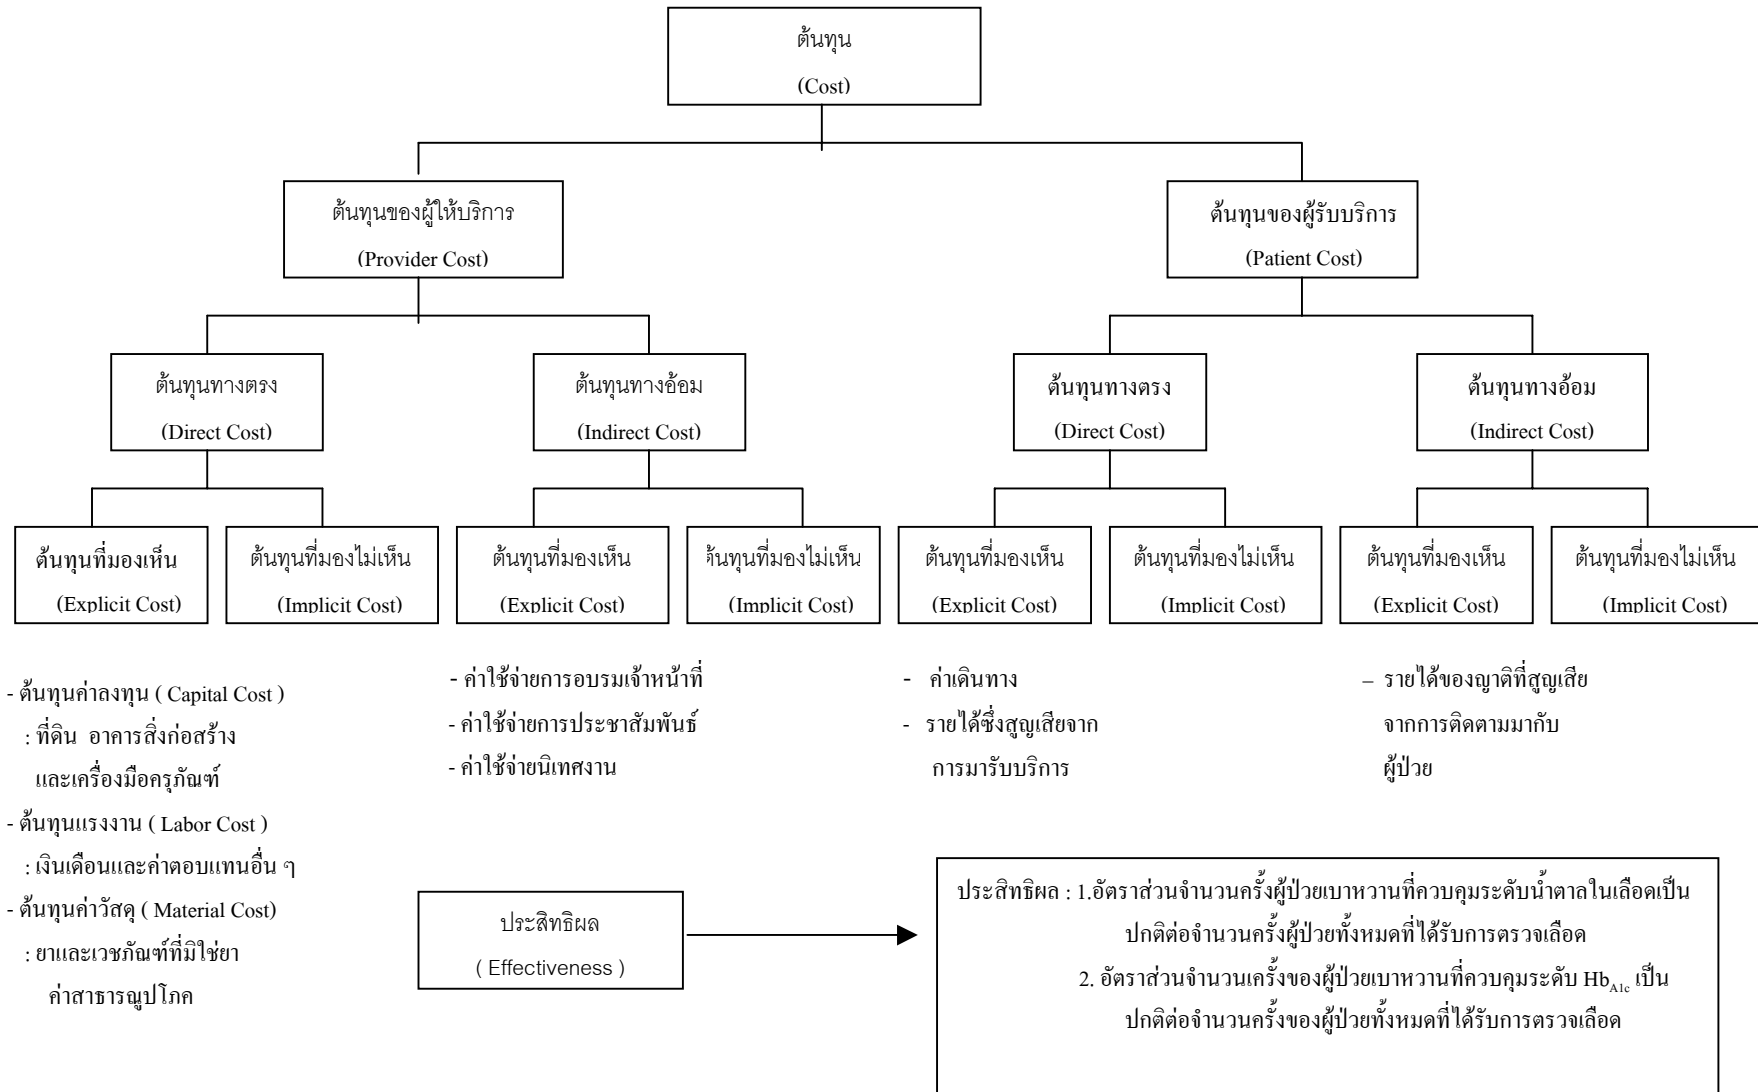 ต้นทุน
(Cost)
ต้นทุนของผู้ให้บริการ
(Provider Cost)
ต้นทุนของผู้รับบริการ
(Patient Cost)
ต้นทุนทางตรง
(Direct Cost)
ต้นทุนทางอ้อม
(Indirect Cost)
ต้นทุนทางตรง
(Direct Cost)
ต้นทุนทางอ้อม
(Indirect Cost)
ต้นทุนที่มองเห็น
(Explicit Cost)
ต้นทุนที่มองไม่เห็น
(Implicit Cost)
ต้นทุนที่มองเห็น
(Explicit Cost)
ต้นทุนที่มองไม่เห็น
(Implicit Cost)
ต้นทุนที่มองเห็น
(Explicit Cost)
ต้นทุนที่มองไม่เห็น
(Implicit Cost)
ต้นทุนที่มองเห็น
(Explicit Cost)
ต้นทุนที่มองไม่เห็น
(Implicit Cost)
- ต้นทุนค่าลงทุน ( Capital Cost )
: ที่ดิน อาคารสิ่งก่อสร้าง
และเครื่องมือครุภัณฑ์
- ต้นทุนแรงงาน ( Labor Cost )
: เงินเดือนและค่าตอบแทนอื่น ๆ
- ต้นทุนค่าวัสดุ ( Material Cost)
: ยาและเวชภัณฑ์ที่มิใช่ยา
ค่าสาธารณูปโภค
- ค่าใช้จ่ายการอบรมเจ้าหน้าที่
- ค่าใช้จ่ายการประชาสัมพันธ์
- ค่าใช้จ่ายนิเทศงาน
- ค่าเดินทาง
- รายได้ซึ่งสูญเสียจาก
การมารับบริการ
– รายได้ของญาติที่สูญเสีย
จากการติดตามมากับ
ผู้ป่วย
ประสิทธิผล
( Effectiveness )
ประสิทธิผล : 1.อัตราส่วนจำนวนครั้งผู้ป่วยเบาหวานที่ควบคุมระดับน้ำตาลในเลือดเป็น
ปกติต่อจำนวนครั้งผู้ป่วยทั้งหมดที่ได้รับการตรวจเลือด
2. อัตราส่วนจำนวนเครั้งของผู้ป่วยเบาหวานที่ควบคุมระดับ HbA1c เป็น
ปกติต่อจำนวนครั้งของผู้ป่วยทั้งหมดที่ได้รับการตรวจเลือด